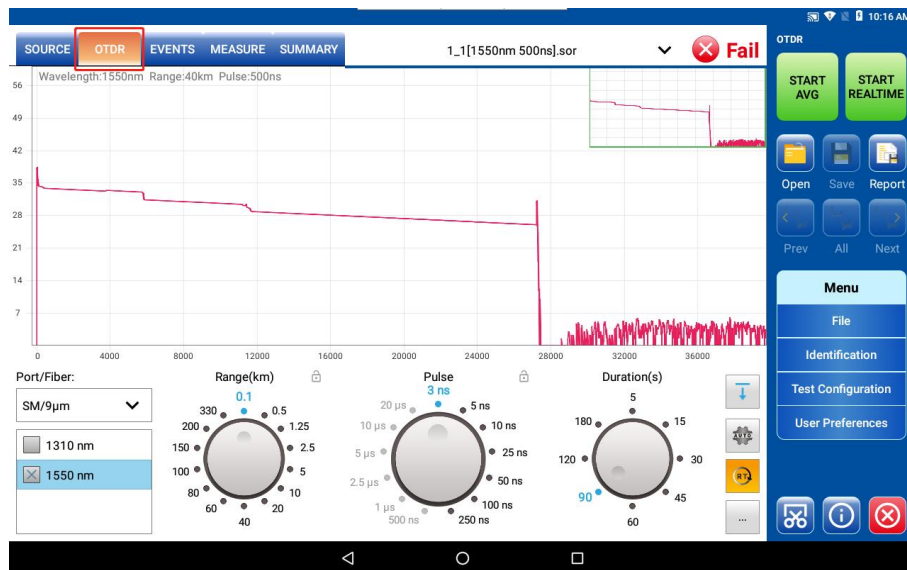 10:16 AM
SOURCE OTDR EVENTS MEASURE SUMMARY 1_1[1550nm 500ns].sor Fail
OTDR
START AVG
START REALTIME
Wavelength:1550nm Range:40km Pulse:500ns
56
49
42
35
28
21
14
7
0 4000 8000 12000 16000 20000 24000 28000 32000 36000
Open Save Report
Prev All Next
Menu
File
Identification
Test Configuration
User Preferences
Port/Fiber:
SM/9µm
1310 nm
1550 nm
Range(km)
0.1
330 0.5
200 1.25
150 2.5
100 5
80 10
60 20
40
Pulse
3 ns
20 µs 5 ns
10 µs 10 ns
5 µs 25 ns
2.5 µs 50 ns
1 µs 100 ns
500 ns 250 ns
Duration(s)
5
180 15
120 30
90 45
60
AUTO
RT
...